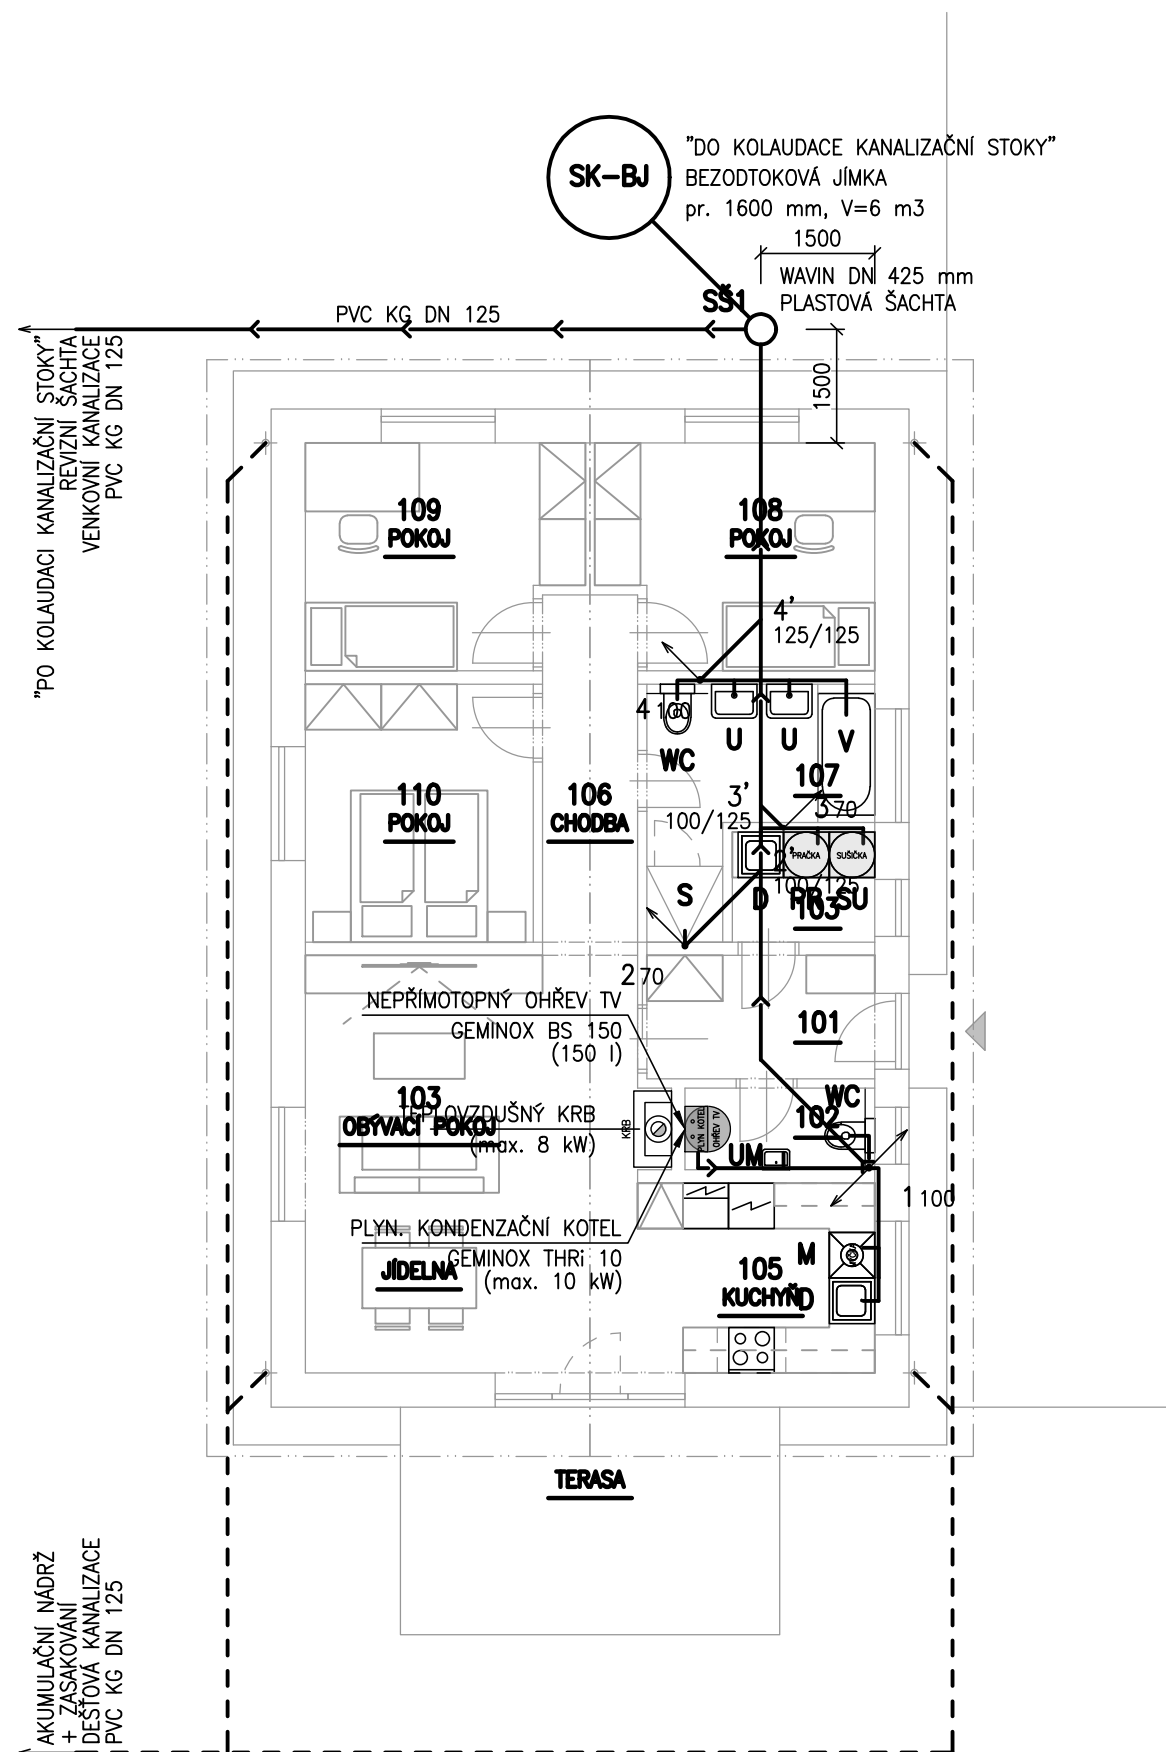 "DO KOLAUDACE KANALIZAČNÍ STOKY"
SK-BJ
BEZODTOKOVÁ JÍMKA
pr. 1600 mm, V=6 m3
1500
WAVIN DN 425 mm
SŠ1
PLASTOVÁ ŠACHTA
PVC KG DN 125
"PO KOLAUDACI KANALIZAČNÍ STOKY"
REVIZNÍ ŠACHTA
VENKOVNÍ KANALIZACE
PVC KG DN 125
1500
109
POKOJ
108
POKOJ
4'
125/125
4 100
WC
U
U
V
107
3'
100/125
3 70
110
POKOJ
106
CHODBA
PRAČKA
SUŠIČKA
2'
100/125
S
D
PR
SU
103
2 70
NEPŘÍMOTOPNÝ OHŘEV TV
GEMINOX BS 150
(150 l)
101
103
OBÝVACÍ POKOJ
TEPLOVZDUŠNÝ KRB
(max. 8 kW)
KRB
PLYN KOTEL
OHŘEV TV
WC
102
UM
1 100
PLYN. KONDENZAČNÍ KOTEL
GEMINOX THRi 10
(max. 10 kW)
JÍDELNA
M
105
KUCHYŇ
D
TERASA
AKUMULAČNÍ NÁDRŽ
+ ZASAKOVÁNÍ
DEŠŤOVÁ KANALIZACE
PVC KG DN 125